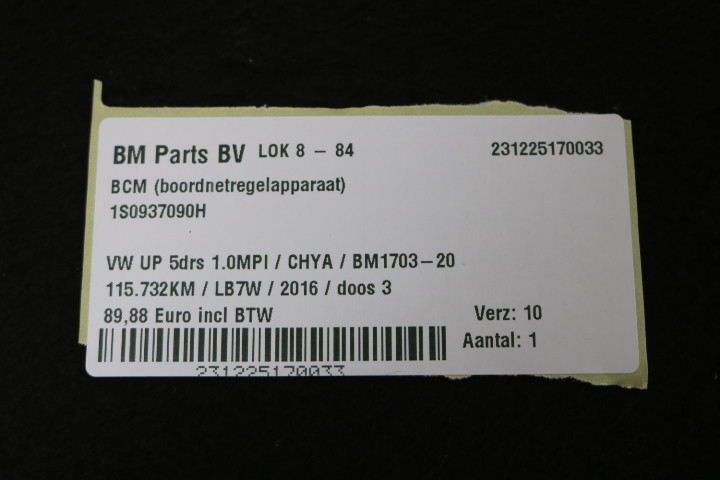 BM Parts BV LOK 8 – 84 231225170033
BCM (boordnetregelapparaat)
1S0937090H
VW UP 5drs 1.0MPI / CHYA / BM1703–20
115.732KM / LB7W / 2016 / doos 3
89,88 Euro incl BTW Verz: 10
Aantal: 1
231225170033